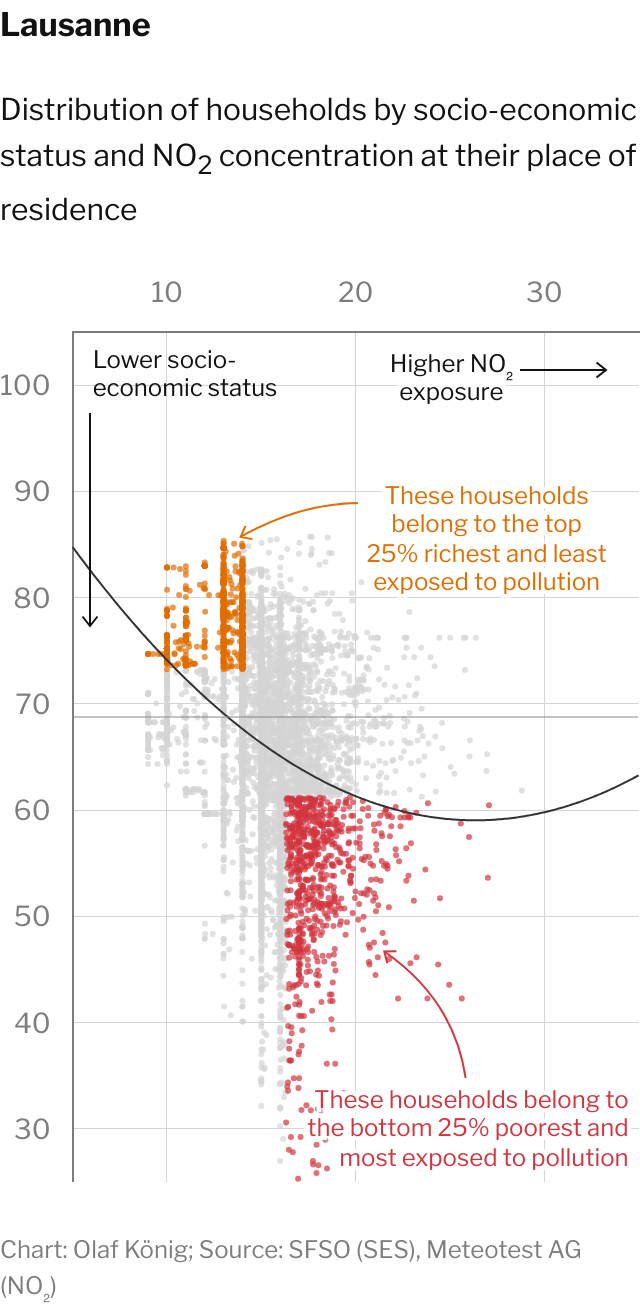 Lausanne
Distribution of households by socio-economic
status and NO2 concentration at their place of
residence
10 20 30
Lower socio-
economic status
Higher NO2
exposure
100
90
80
70
60
50
40
30
These households
belong to the top
25% richest and least
exposed to pollution
These households belong to
the bottom 25% poorest and
most exposed to pollution
Chart: Olaf König; Source: SFSO (SES), Meteotest AG
(NO2)